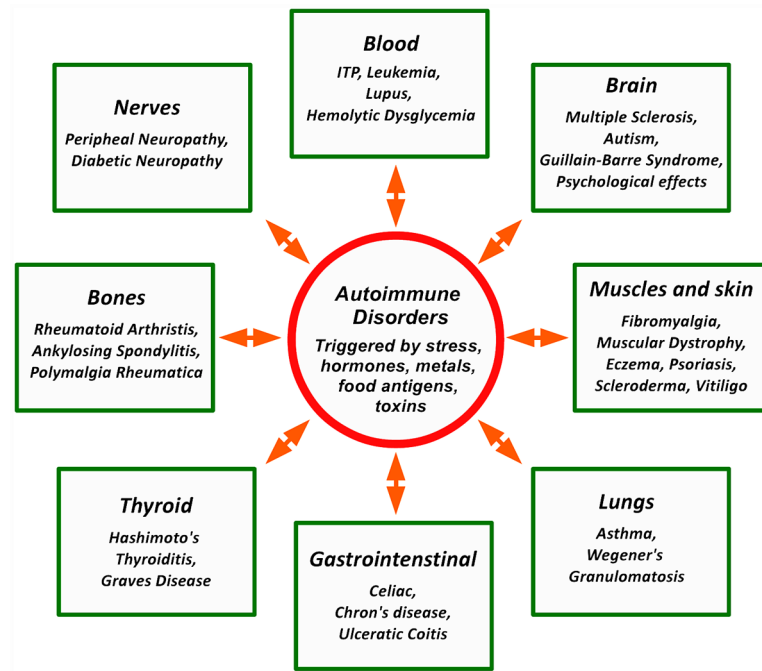 Blood
ITP, Leukemia,
Lupus,
Hemolytic Dysglycemia
Brain
Multiple Sclerosis,
Autism,
Guillain-Barre Syndrome,
Psychological effects
Muscles and skin
Fibromyalgia,
Muscular Dystrophy,
Eczema, Psoriasis,
Scleroderma, Vitiligo
Lungs
Asthma,
Wegener's
Granulomatosis
Gastrointenstinal
Celiac,
Chron's disease,
Ulceratic Coitis
Thyroid
Hashimoto's
Thyroiditis,
Graves Disease
Bones
Rheumatoid Arthristis,
Ankylosing Spondylitis,
Polymalgia Rheumatica
Nerves
Peripheal Neuropathy,
Diabetic Neuropathy
Autoimmune
Disorders
Triggered by stress,
hormones, metals,
food antigens,
toxins